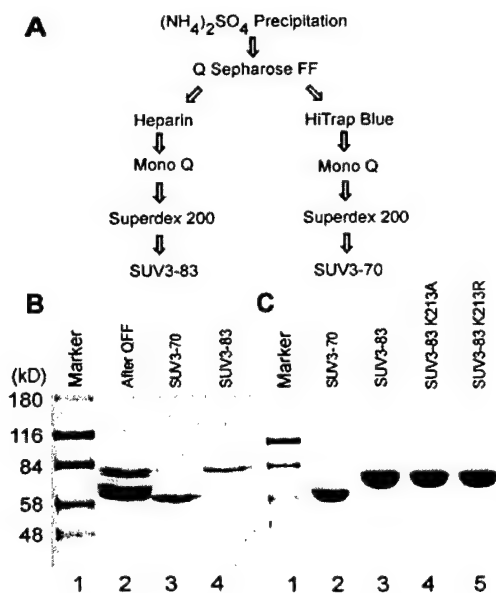 A
(NH4)2SO4 Precipitation
Q Sepharose FF
Heparin HiTrap Blue
Mono Q Mono Q
Superdex 200 Superdex 200
SUV3-83 SUV3-70
B C
(kD) Marker After QFF SUV3-70 SUV3-83 Marker SUV3-70 SUV3-83 SUV3-83 K213A SUV3-83 K213R
180
116
84
58
48
1 2 3 4 1 2 3 4 5